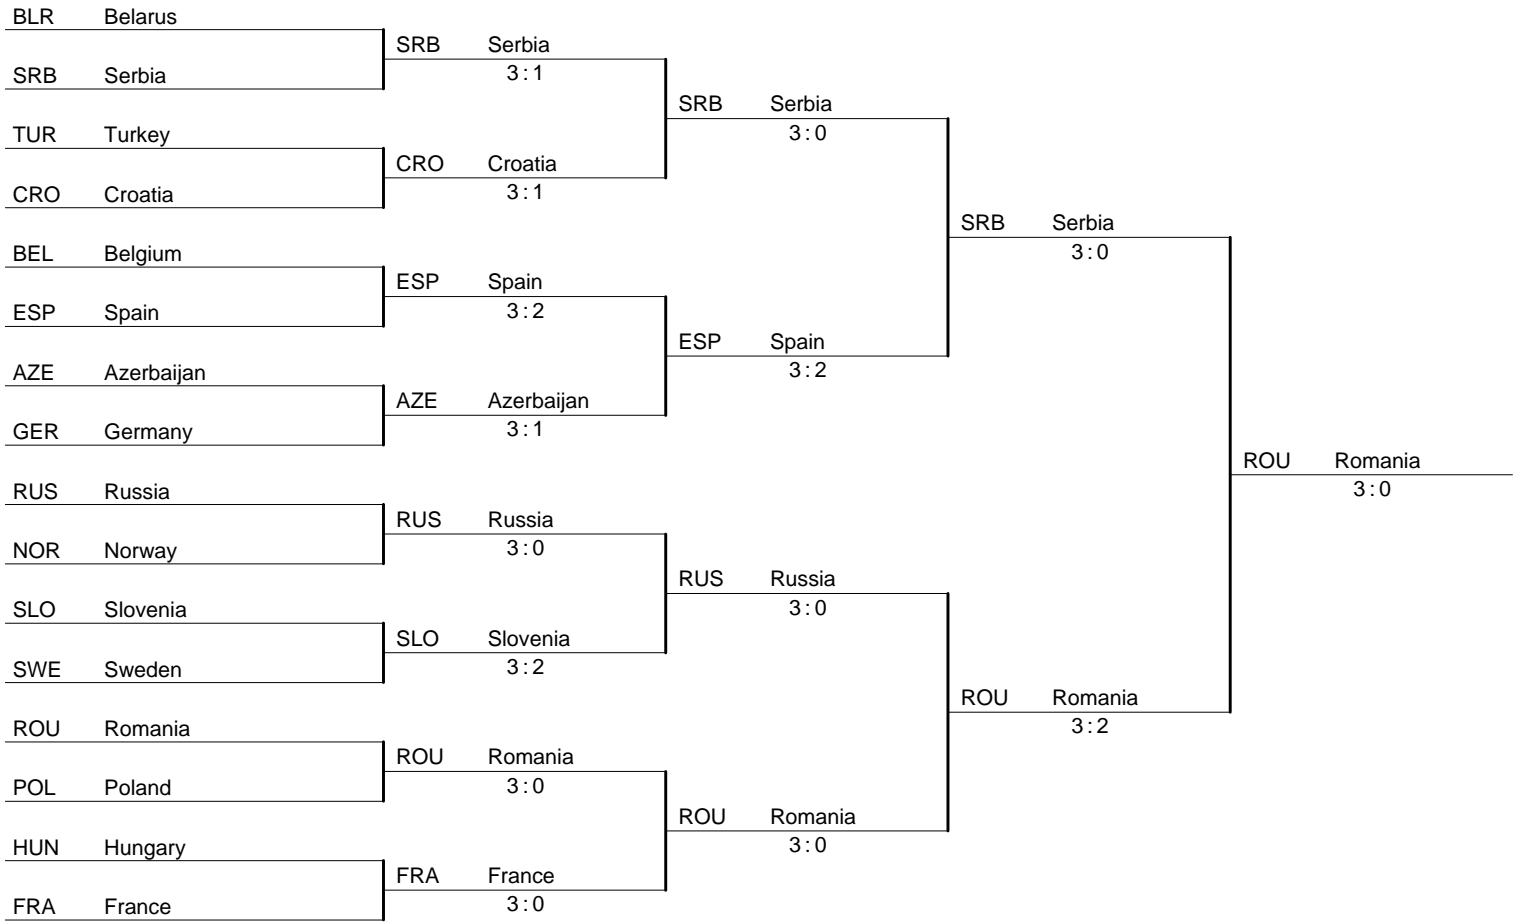 BLR Belarus
SRB Serbia
SRB Serbia
3 : 1
SRB Serbia
3 : 0
TUR Turkey
CRO Croatia
CRO Croatia
3 : 1
SRB Serbia
3 : 0
BEL Belgium
ESP Spain
ESP Spain
3 : 2
ESP Spain
3 : 2
AZE Azerbaijan
AZE Azerbaijan
3 : 1
GER Germany
ROU Romania
3 : 0
RUS Russia
RUS Russia
3 : 0
NOR Norway
RUS Russia
3 : 0
SLO Slovenia
SLO Slovenia
3 : 2
SWE Sweden
ROU Romania
3 : 2
ROU Romania
ROU Romania
3 : 0
POL Poland
ROU Romania
3 : 0
HUN Hungary
FRA France
3 : 0
FRA France